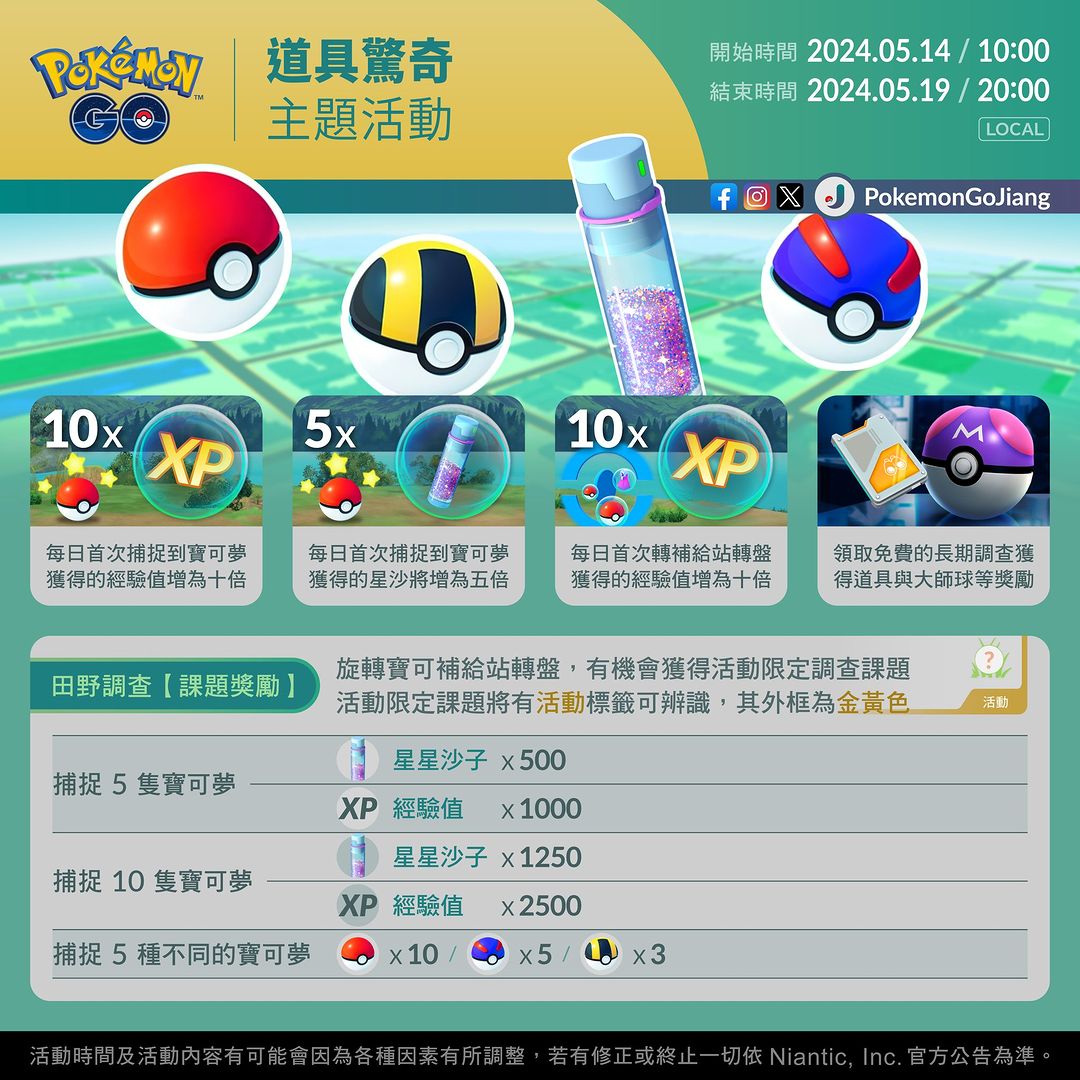 POKÉMON GO
TM
道具驚奇
主題活動
開始時間 2024.05.14 / 10:00
結束時間 2024.05.19 / 20:00
LOCAL
PokemonGoJiang
10x XP
每日首次捕捉到寶可夢
獲得的經驗值增為十倍
5x
每日首次捕捉到寶可夢
獲得的星沙將增為五倍
10x XP
每日首次轉補給站轉盤
獲得的經驗值增為十倍
M
領取免費的長期調查獲
得道具與大師球等獎勵
田野調查【課題獎勵】
旋轉寶可補給站轉盤，有機會獲得活動限定調查課題
活動限定課題將有活動標籤可辨識，其外框為金黃色
?
活動
捕捉 5 隻寶可夢
星星沙子 x 500
XP 經驗值 x 1000
捕捉 10 隻寶可夢
星星沙子 x 1250
XP 經驗值 x 2500
捕捉 5 種不同的寶可夢 x 10 / x 5 / x 3
活動時間及活動內容有可能會因為各種因素有所調整，若有修正或終止一切依 Niantic, Inc. 官方公告為準。